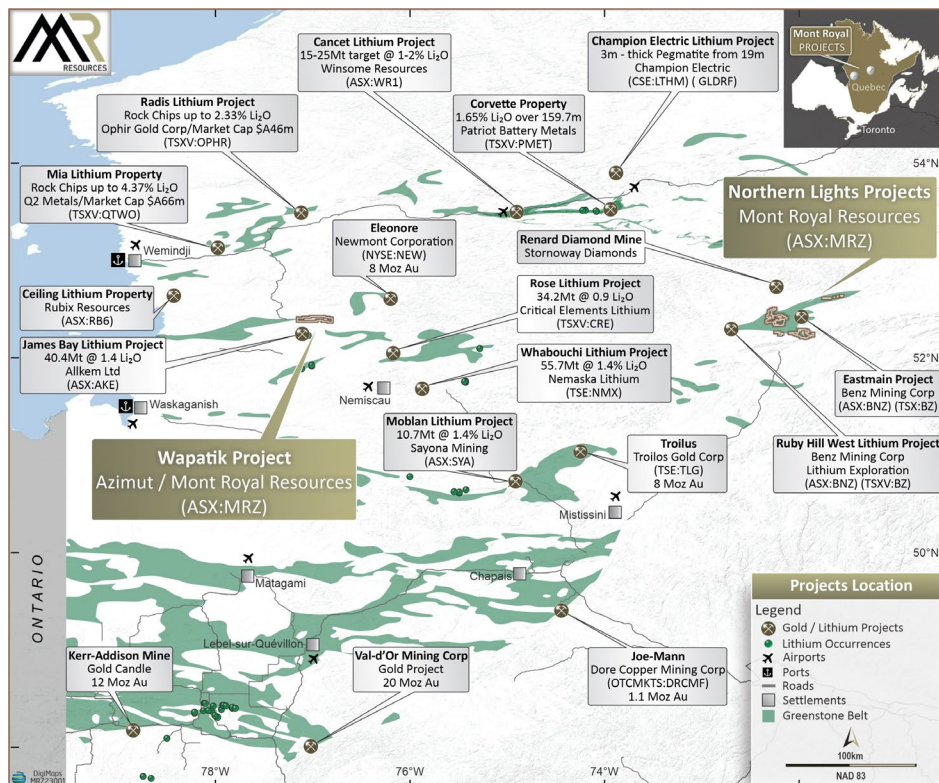 MR
RESOURCES
Cancet Lithium Project
15-25Mt target @ 1-2% Li₂O
Winsome Resources
(ASX:WR1)
Champion Electric Lithium Project
3m - thick Pegmatite from 19m
Champion Electric
(CSE:LTHM) ( GLDRF)
Mont Royal
PROJECTS
Quebec
Toronto
Radis Lithium Project
Rock Chips up to 2.33% Li₂O
Ophir Gold Corp/Market Cap $A46m
(TSXV:OPHR)
Corvette Property
1.65% Li₂O over 159.7m
Patriot Battery Metals
(TSXV:PMET)
54°N
Mia Lithium Property
Rock Chips up to 4.37% Li₂O
Q2 Metals/Market Cap $A66m
(TSXV:QTWO)
Northern Lights Projects
Mont Royal Resources
(ASX:MRZ)
Eleonore
Newmont Corporation
(NYSE:NEW)
8 Moz Au
Renard Diamond Mine
Stornoway Diamonds
Wemindji
Ceiling Lithium Property
Rubix Resources
(ASX:RB6)
Rose Lithium Project
34.2Mt @ 0.9 Li₂O
Critical Elements Lithium
(TSXV:CRE)
James Bay Lithium Project
40.4Mt @ 1.4 Li₂O
Allkem Ltd
(ASX:AKE)
52°N
Whabouchi Lithium Project
55.7Mt @ 1.4% Li₂O
Nemaska Lithium
(TSE:NMX)
Eastmain Project
Benz Mining Corp
(ASX:BNZ) (TSX:BZ)
Nemiscau
Waskaganish
Moblan Lithium Project
10.7Mt @ 1.4% Li₂O
Sayona Mining
(ASX:SYA)
Troilus
Troilos Gold Corp
(TSE:TLG)
8 Moz Au
Ruby Hill West Lithium Project
Benz Mining Corp
Lithium Exploration
(ASX:BNZ) (TSXV:BZ)
Wapatik Project
Azimut / Mont Royal Resources
(ASX:MRZ)
Mistissini
50°N
ONTARIO
Matagami
Chapais
Lebel-sur-Quévillon
Kerr-Addison Mine
Gold Candle
12 Moz Au
Val-d'Or Mining Corp
Gold Project
20 Moz Au
Joe-Mann
Dore Copper Mining Corp
(OTCMKTS:DRCMF)
1.1 Moz Au
Projects Location
Legend
Gold / Lithium Projects
Lithium Occurrences
Airports
Ports
Roads
Settlements
Greenstone Belt
100km
NAD 83
DigiMaps
MRZ23001
78°W
76°W
74°W
72°W